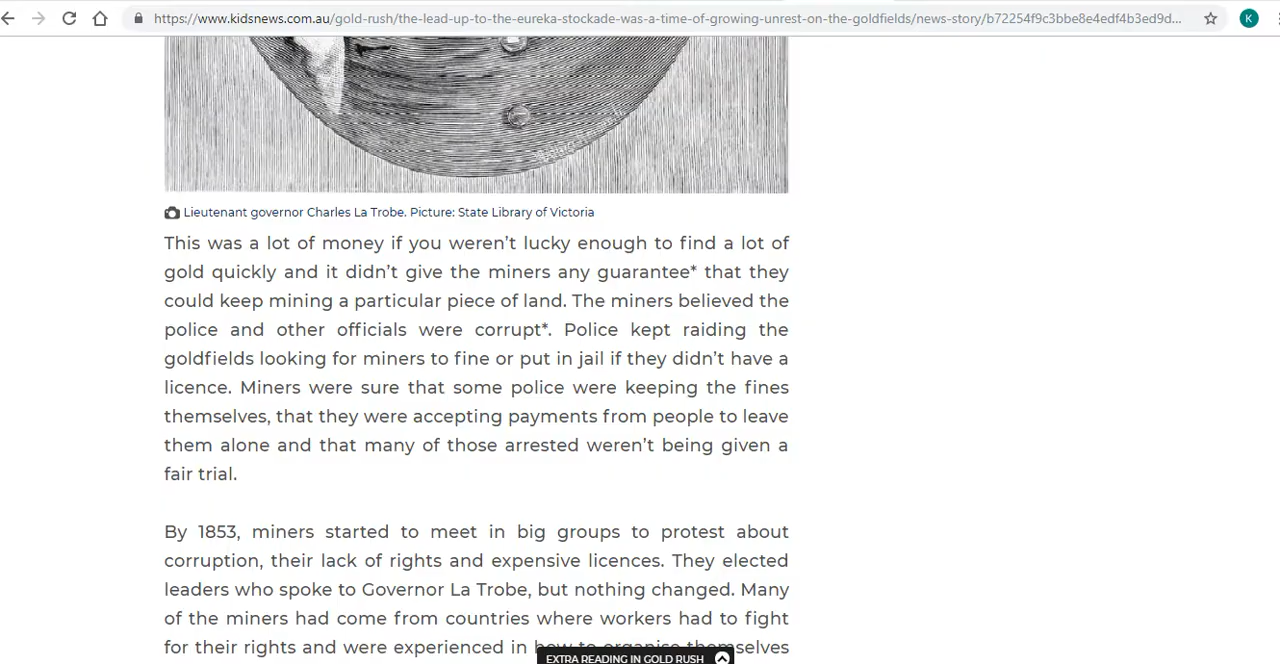 https://www.kidsnews.com.au/gold-rush/the-lead-up-to-the-eureka-stockade-was-a-time-of-growing-unrest-on-the-goldfields/news-story/b72254f9c3bbe8e4edf4b3ed9d...
K
Lieutenant governor Charles La Trobe. Picture: State Library of Victoria
This was a lot of money if you weren't lucky enough to find a lot of
gold quickly and it didn't give the miners any guarantee* that they
could keep mining a particular piece of land. The miners believed the
police and other officials were corrupt*. Police kept raiding the
goldfields looking for miners to fine or put in jail if they didn't have a
licence. Miners were sure that some police were keeping the fines
themselves, that they were accepting payments from people to leave
them alone and that many of those arrested weren't being given a
fair trial.
By 1853, miners started to meet in big groups to protest about
corruption, their lack of rights and expensive licences. They elected
leaders who spoke to Governor La Trobe, but nothing changed. Many
of the miners had come from countries where workers had to fight
for their rights and were experienced in how to organise themselves
EXTRA READING IN GOLD RUSH